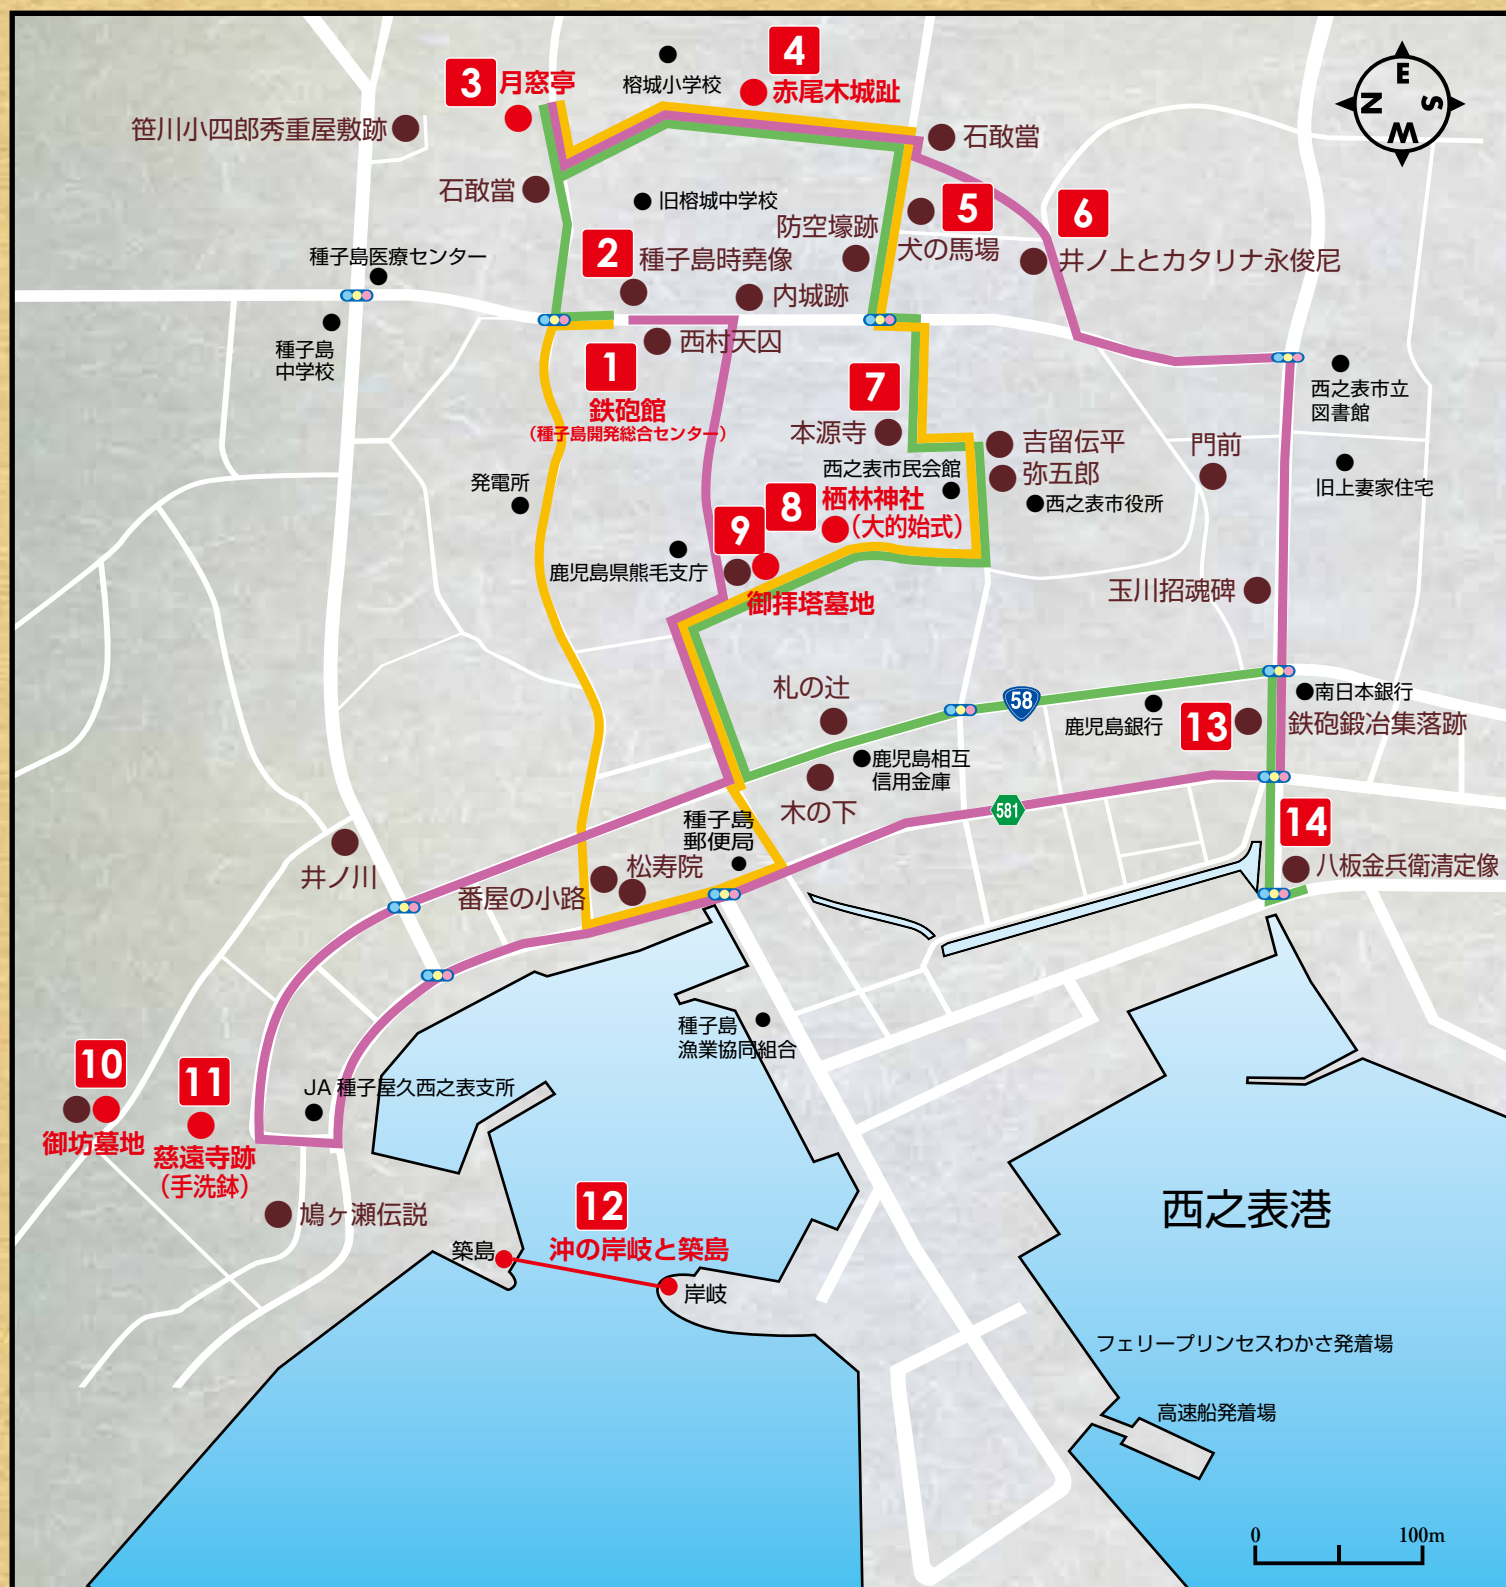 E
N
S
W
3
月窓亭
榕城小学校
4
赤尾木城趾
笹川小四郎秀重屋敷跡
石敢當
石敢當
旧榕城中学校
防空壕跡
5
犬の馬場
6
井ノ上とカタリナ永俊尼
種子島医療センター
2
種子島時堯像
内城跡
種子島
中学校
西村天囚
1
鉄砲館
（種子島開発総合センター）
7
本源寺
吉留伝平
弥五郎
西之表市民会館
西之表市役所
門前
西之表市立
図書館
旧上妻家住宅
発電所
8
栖林神社
（大的始式）
9
鹿児島県熊毛支庁
御拝塔墓地
玉川招魂碑
札の辻
58
鹿児島銀行
南日本銀行
13
鉄砲鍛冶集落跡
鹿児島相互
信用金庫
木の下
581
種子島
郵便局
14
八板金兵衛清定像
井ノ川
松寿院
番屋の小路
種子島
漁業協同組合
10
御坊墓地
11
慈遠寺跡
（手洗鉢）
JA 種子屋久西之表支所
鳩ヶ瀬伝説
12
沖の岸岐と築島
築島
岸岐
西之表港
フェリープリンセスわかさ発着場
高速船発着場
0
100m